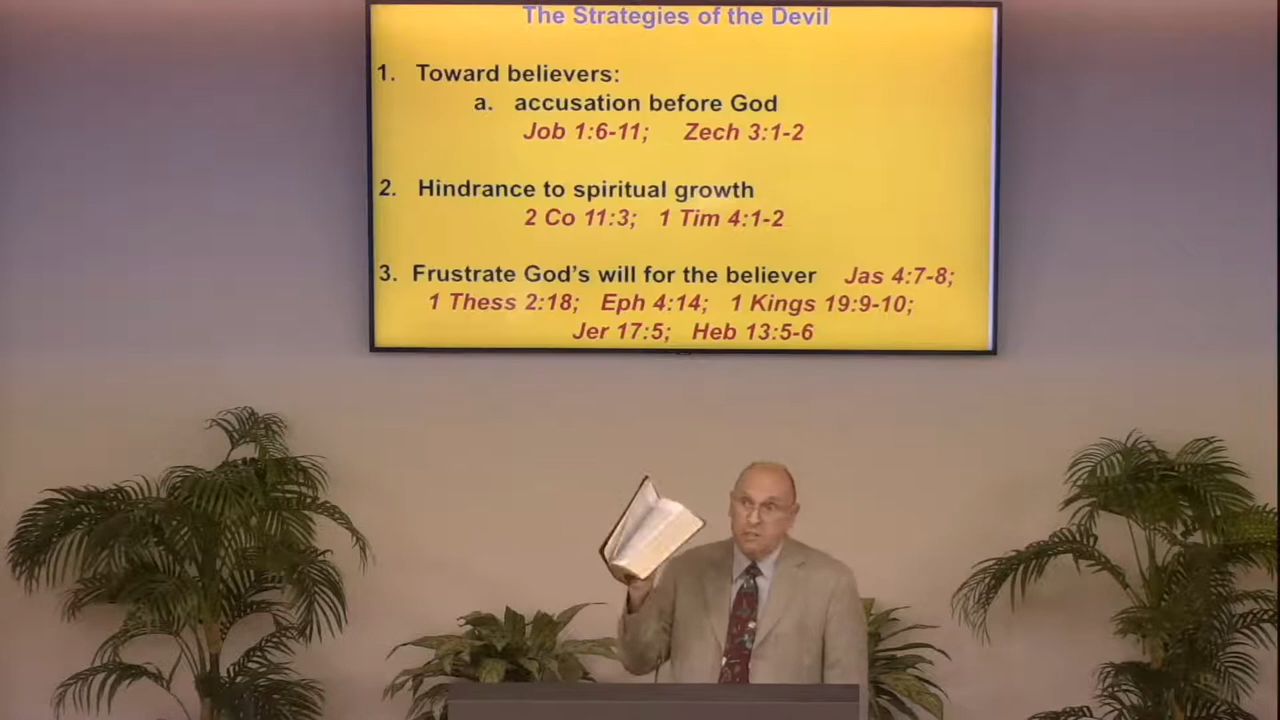 The Strategies of the Devil
1. Toward believers:
a. accusation before God
Job 1:6-11; Zech 3:1-2
2. Hindrance to spiritual growth
2 Co 11:3; 1 Tim 4:1-2
3. Frustrate God's will for the believer Jas 4:7-8;
1 Thess 2:18; Eph 4:14; 1 Kings 19:9-10;
Jer 17:5; Heb 13:5-6